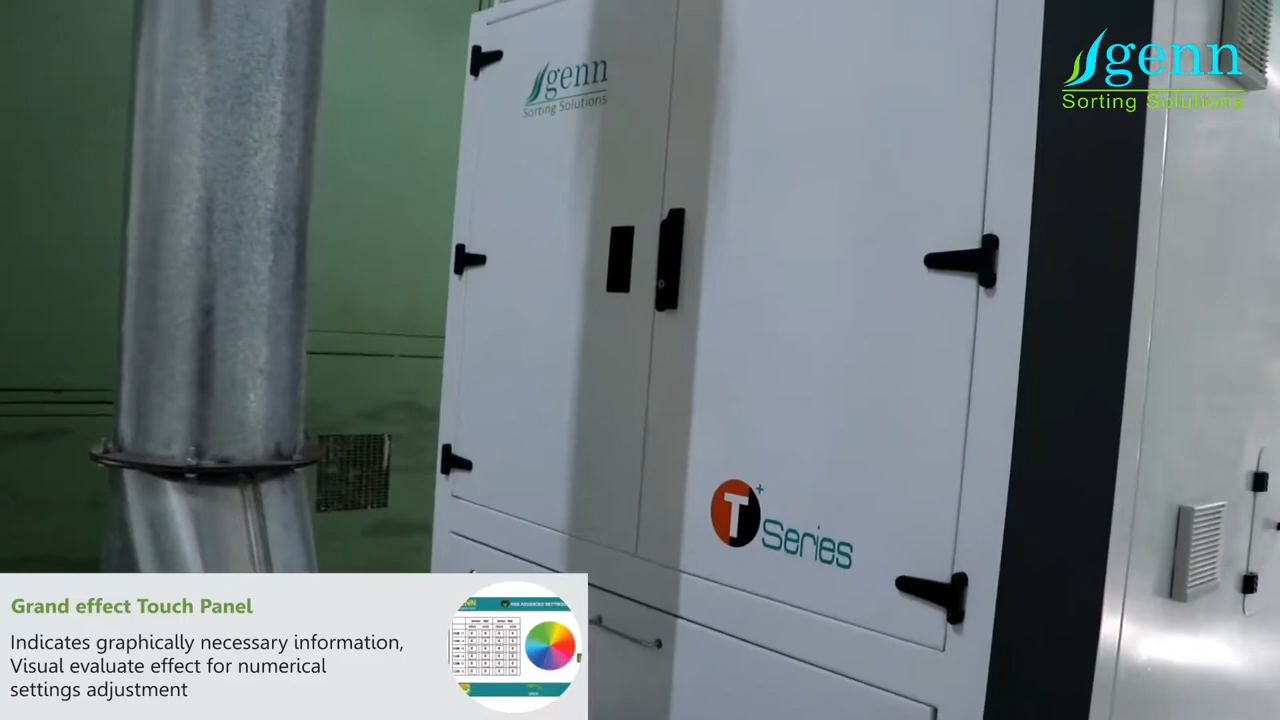 genn
Sorting Solutions
genn
Sorting Solutions
T+
Series
Grand effect Touch Panel
Indicates graphically necessary information,
Visual evaluate effect for numerical
settings adjustment